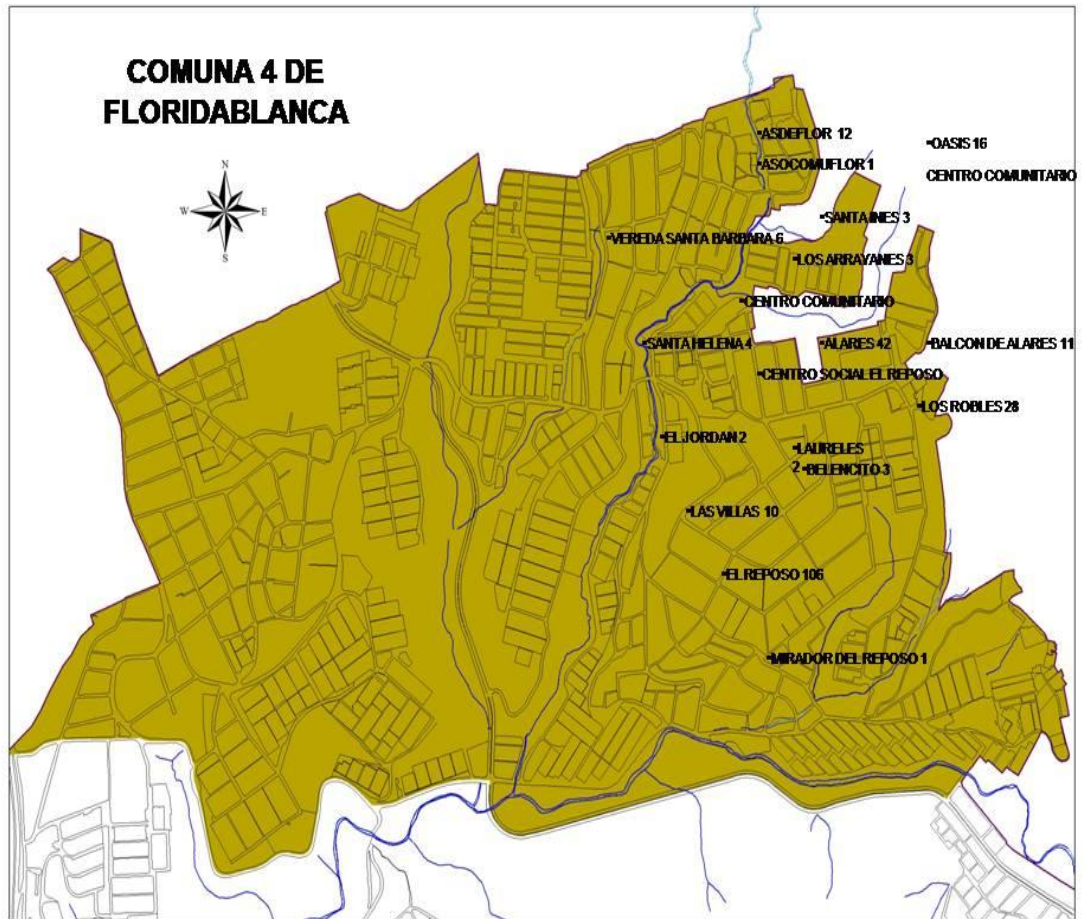 COMUNA 4 DE
FLORIDABLANCA
N
W
E
S
ASDEFLOR 12
OASIS 16
ASOCOMUFLOR 1
CENTRO COMUNITARIO
SANTA INES 3
VEREDA SANTA BARBARA 6
LOS ARRAYANES 3
CENTRO COMUNITARIO
SANTA HELENA 4
ALARES 42
BALCON DE ALARES 11
CENTRO SOCIAL EL REPOSO
LOS ROBLES 28
EL JORDAN 2
LAURELES
2
BELENCITO 3
LAS VILLAS 10
EL REPOSO 106
MIRADOR DEL REPOSO 1